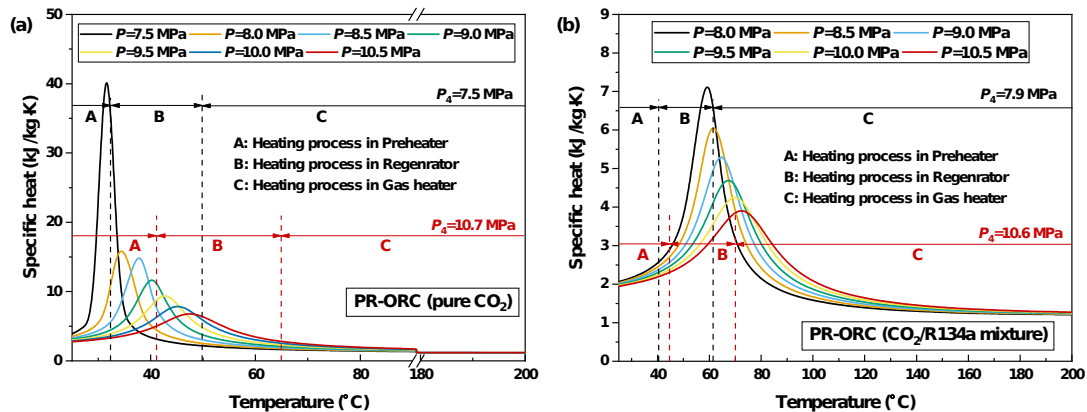 (a)
P=7.5 MPa P=8.0 MPa P=8.5 MPa P=9.0 MPa
P=9.5 MPa P=10.0 MPa P=10.5 MPa
P₄=7.5 MPa
A B C
A: Heating process in Preheater
B: Heating process in Regenrator
C: Heating process in Gas heater
P₄=10.7 MPa
A B C
PR-ORC (pure CO₂)
Specific heat (kJ/kg·K)
50
40
30
20
10
0
40 60 80 100 120 140 160 180 200
Temperature (°C)
(b)
P=8.0 MPa P=8.5 MPa P=9.0 MPa
P=9.5 MPa P=10.0 MPa P=10.5 MPa
P₄=7.9 MPa
A B C
A: Heating process in Preheater
B: Heating process in Regenrator
C: Heating process in Gas heater
P₄=10.6 MPa
A B C
PR-ORC (CO₂/R134a mixture)
Specific heat (kJ/kg·K)
9
8
7
6
5
4
3
2
1
0
40 60 80 100 120 140 160 180 200
Temperature (°C)